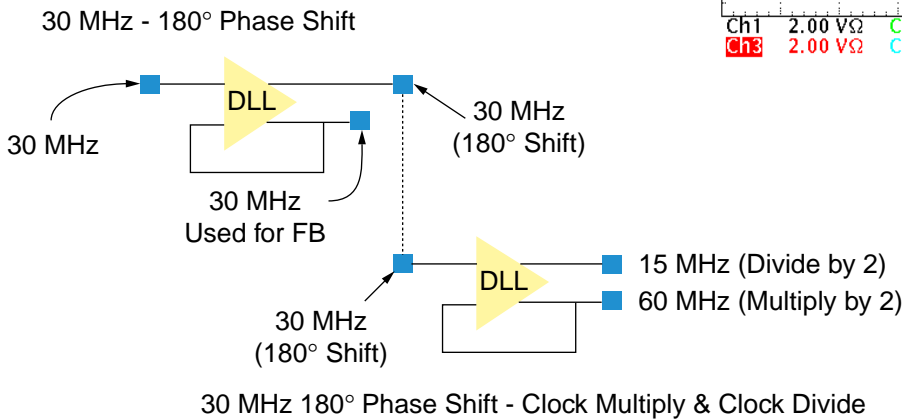 30 MHz - 180° Phase Shift
Ch1 2.00 VΩ
Ch3 2.00 VΩ
DLL
30 MHz
30 MHz
(180° Shift)
30 MHz
Used for FB
DLL
15 MHz (Divide by 2)
60 MHz (Multiply by 2)
30 MHz
(180° Shift)
30 MHz 180° Phase Shift - Clock Multiply & Clock Divide